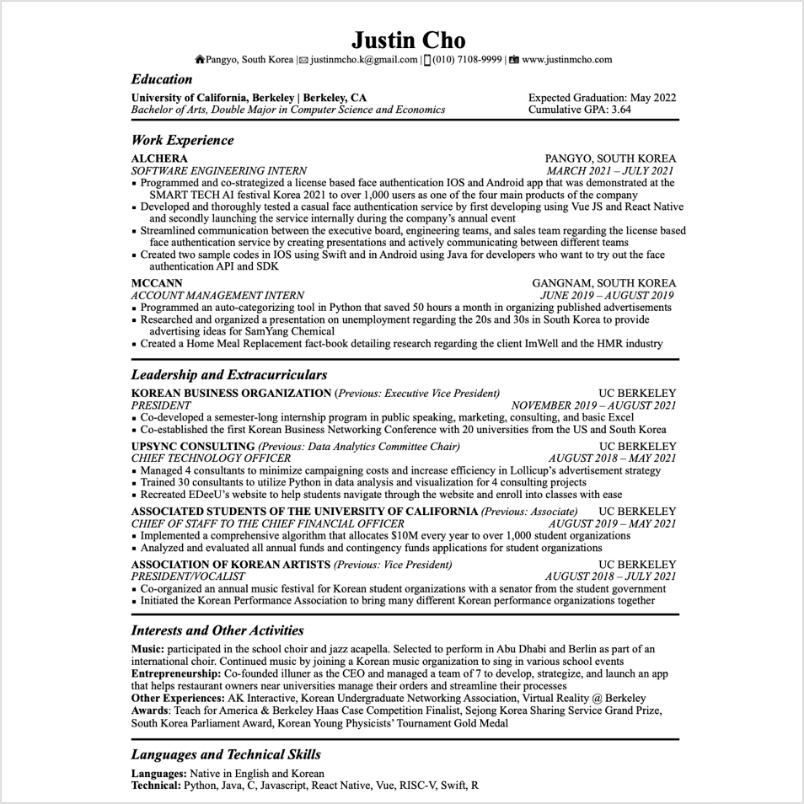 Justin Cho
Pangyo, South Korea | justinmcho.k@gmail.com | (010) 7108-9999 | www.justinmcho.com
Education
University of California, Berkeley | Berkeley, CA Expected Graduation: May 2022
Bachelor of Arts, Double Major in Computer Science and Economics Cumulative GPA: 3.64
Work Experience
ALCHERA PANGYO, SOUTH KOREA
SOFTWARE ENGINEERING INTERN MARCH 2021 – JULY 2021
▪ Programmed and co-strategized a license based face authentication IOS and Android app that was demonstrated at the
SMART TECH AI festival Korea 2021 to over 1,000 users as one of the four main products of the company
▪ Developed and thoroughly tested a casual face authentication service by first developing using Vue JS and React Native
and secondly launching the service internally during the company's annual event
▪ Streamlined communication between the executive board, engineering teams, and sales team regarding the license based
face authentication service by creating presentations and actively communicating between different teams
▪ Created two sample codes in IOS using Swift and in Android using Java for developers who want to try out the face
authentication API and SDK
MCCANN GANGNAM, SOUTH KOREA
ACCOUNT MANAGEMENT INTERN JUNE 2019 – AUGUST 2019
▪ Programmed an auto-categorizing tool in Python that saved 50 hours a month in organizing published advertisements
▪ Researched and organized a presentation on unemployment regarding the 20s and 30s in South Korea to provide
advertising ideas for SamYang Chemical
▪ Created a Home Meal Replacement fact-book detailing research regarding the client ImWell and the HMR industry
Leadership and Extracurriculars
KOREAN BUSINESS ORGANIZATION (Previous: Executive Vice President) UC BERKELEY
PRESIDENT NOVEMBER 2019 – AUGUST 2021
▪ Co-developed a semester-long internship program in public speaking, marketing, consulting, and basic Excel
▪ Co-established the first Korean Business Networking Conference with 20 universities from the US and South Korea
UPSYNC CONSULTING (Previous: Data Analytics Committee Chair) UC BERKELEY
CHIEF TECHNOLOGY OFFICER AUGUST 2018 – MAY 2021
▪ Managed 4 consultants to minimize campaigning costs and increase efficiency in Lollicup's advertisement strategy
▪ Trained 30 consultants to utilize Python in data analysis and visualization for 4 consulting projects
▪ Recreated EDeeU's website to help students navigate through the website and enroll into classes with ease
ASSOCIATED STUDENTS OF THE UNIVERSITY OF CALIFORNIA (Previous: Associate) UC BERKELEY
CHIEF OF STAFF TO THE CHIEF FINANCIAL OFFICER AUGUST 2019 – MAY 2021
▪ Implemented a comprehensive algorithm that allocates $10M every year to over 1,000 student organizations
▪ Analyzed and evaluated all annual funds and contingency funds applications for student organizations
ASSOCIATION OF KOREAN ARTISTS (Previous: Vice President) UC BERKELEY
PRESIDENT/VOCALIST AUGUST 2018 – JULY 2021
▪ Co-organized an annual music festival for Korean student organizations with a senator from the student government
▪ Initiated the Korean Performance Association to bring many different Korean performance organizations together
Interests and Other Activities
Music: participated in the school choir and jazz acapella. Selected to perform in Abu Dhabi and Berlin as part of an
international choir. Continued music by joining a Korean music organization to sing in various school events
Entrepreneurship: Co-founded illuner as the CEO and managed a team of 7 to develop, strategize, and launch an app
that helps restaurant owners near universities manage their orders and streamline their processes
Other Experiences: AK Interactive, Korean Undergraduate Networking Association, Virtual Reality @ Berkeley
Awards: Teach for America & Berkeley Haas Case Competition Finalist, Sejong Korea Sharing Service Grand Prize,
South Korea Parliament Award, Korean Young Physicists' Tournament Gold Medal
Languages and Technical Skills
Languages: Native in English and Korean
Technical: Python, Java, C, Javascript, React Native, Vue, RISC-V, Swift, R